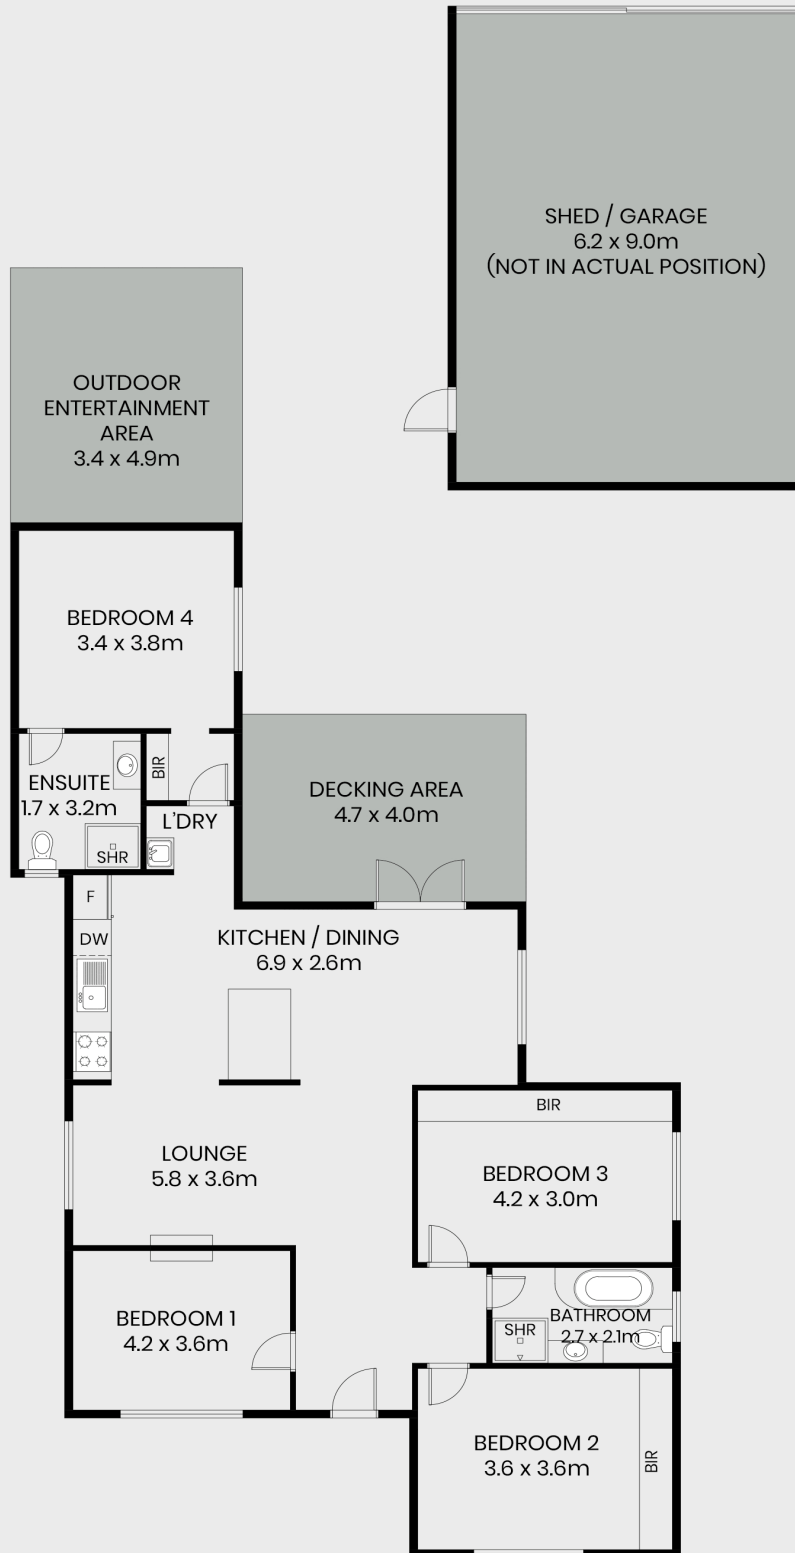 SHED / GARAGE
6.2 x 9.0m
(NOT IN ACTUAL POSITION)
OUTDOOR
ENTERTAINMENT
AREA
3.4 x 4.9m
BEDROOM 4
3.4 x 3.8m
ENSUITE
1.7 x 3.2m
BIR
SHR
L'DRY
DECKING AREA
4.7 x 4.0m
F
DW
KITCHEN / DINING
6.9 x 2.6m
LOUNGE
5.8 x 3.6m
BIR
BEDROOM 3
4.2 x 3.0m
BEDROOM 1
4.2 x 3.6m
SHR
BATHROOM
2.7 x 2.1m
BEDROOM 2
3.6 x 3.6m
BIR